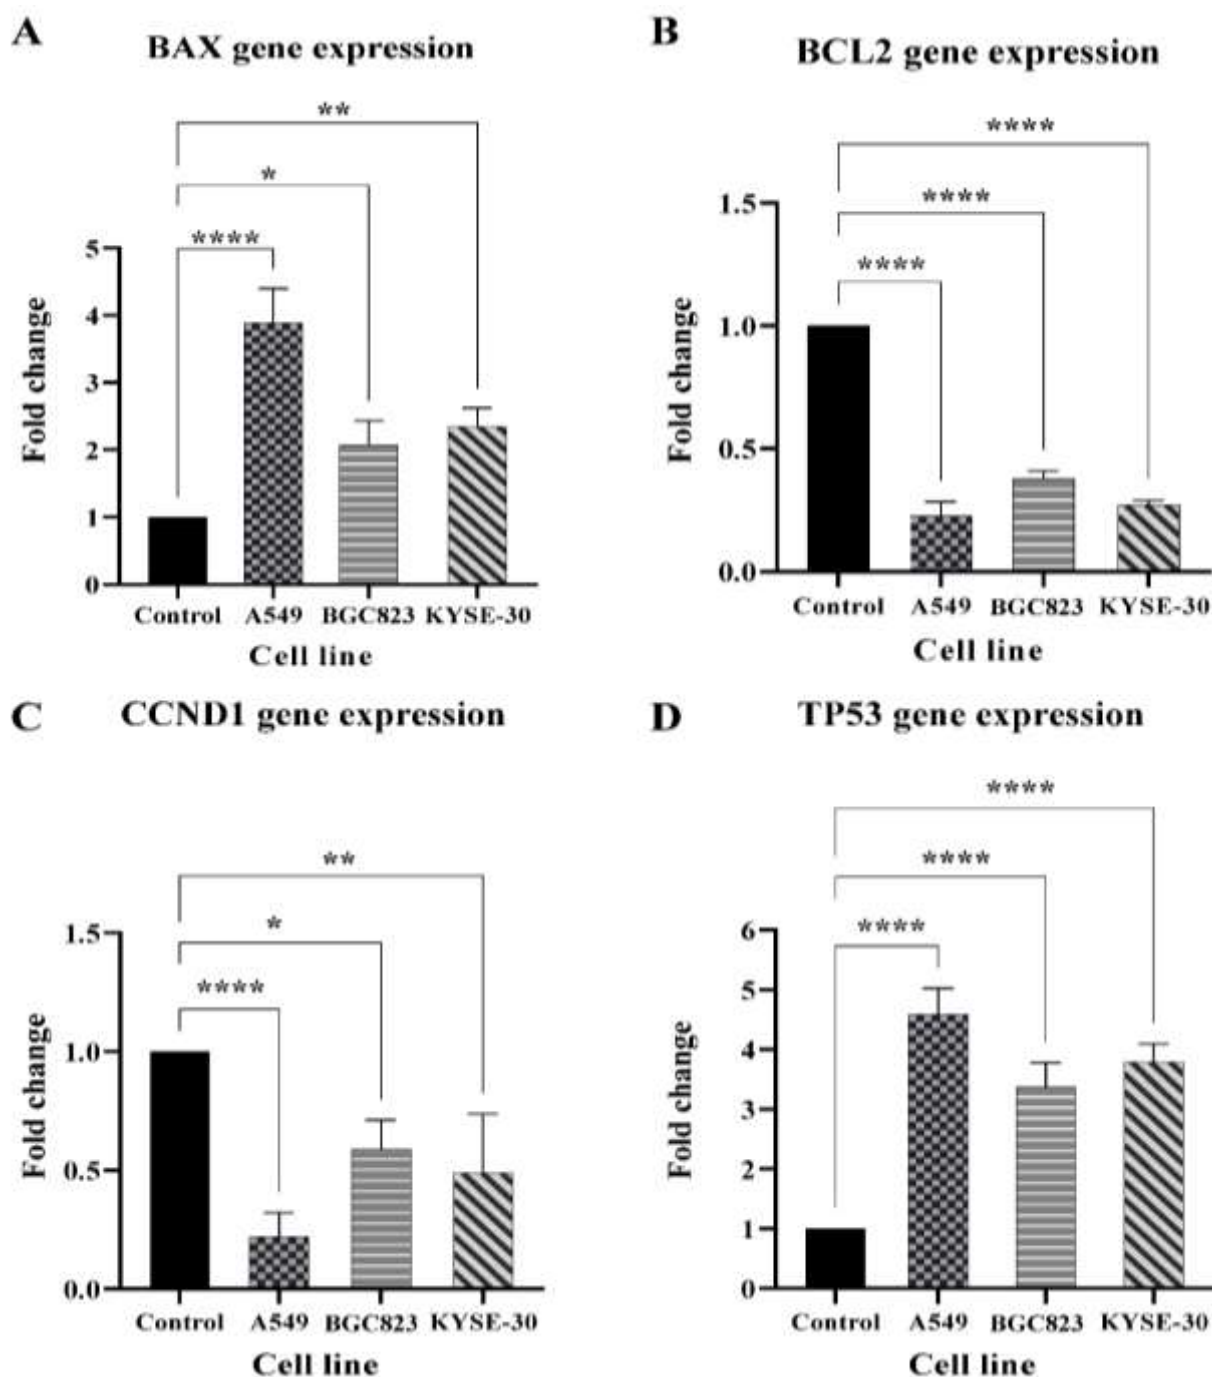 A
BAX gene expression
**
*
****
5
4
3
2
1
0
Fold change
Control A549 BGC823 KYSE-30
Cell line
B
BCL2 gene expression
****
****
****
1.5
1.0
0.5
0.0
Fold change
Control A549 BGC823 KYSE-30
Cell line
C
CCND1 gene expression
**
*
****
1.5
1.0
0.5
0.0
Fold change
Control A549 BGC823 KYSE-30
Cell line
D
TP53 gene expression
****
****
****
6
5
4
3
2
1
0
Fold change
Control A549 BGC823 KYSE-30
Cell line